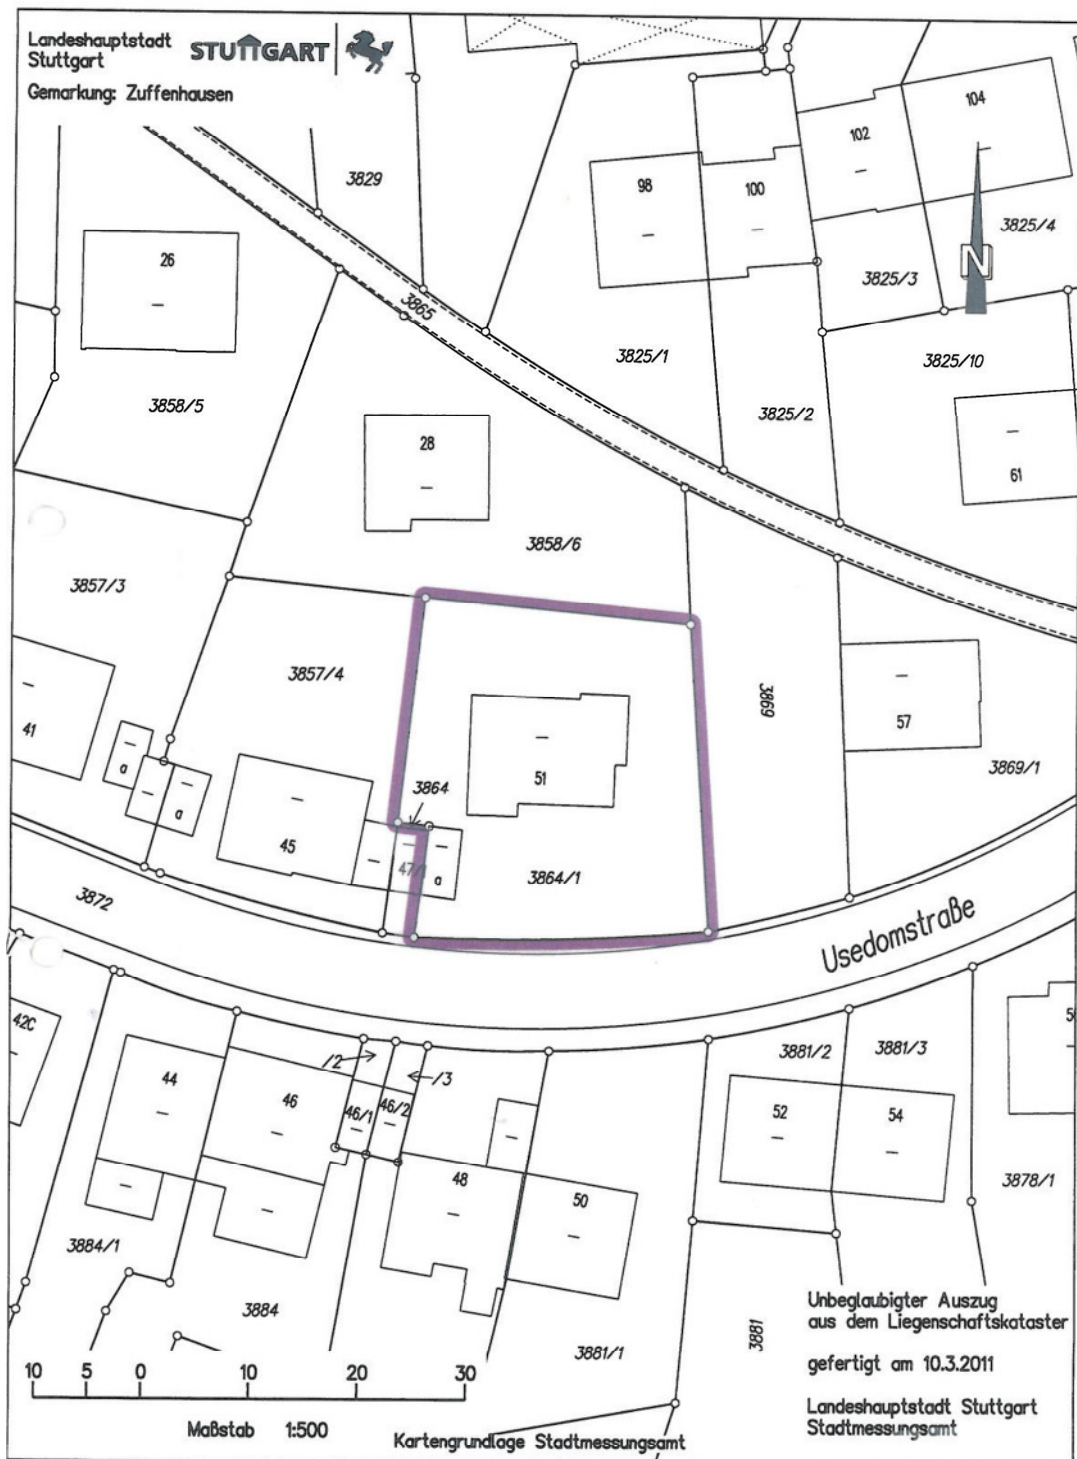 Landeshauptstadt
Stuttgart
STUTTGART
Gemarkung: Zuffenhausen
104
102
3829
98
100
3825/4
26
N
3825/3
3865
3825/1
3825/10
3858/5
3825/2
28
61
3858/6
3857/3
3857/4
3869
41
57
a
3869/1
51
3864
a
45
47/1
a
3864/1
3872
Usedomstraße
42C
/2
/3
3881/2
3881/3
44
46
46/1
46/2
52
54
48
50
3878/1
3884/1
3884
Unbeglaubigter Auszug
aus dem Liegenschaftskataster
3881
3881/1
gefertigt am 10.3.2011
10 5 0 10 20 30
Landeshauptstadt Stuttgart
Stadtmessungsamt
Maßstab 1:500
Kartengrundlage Stadtmessungsamt